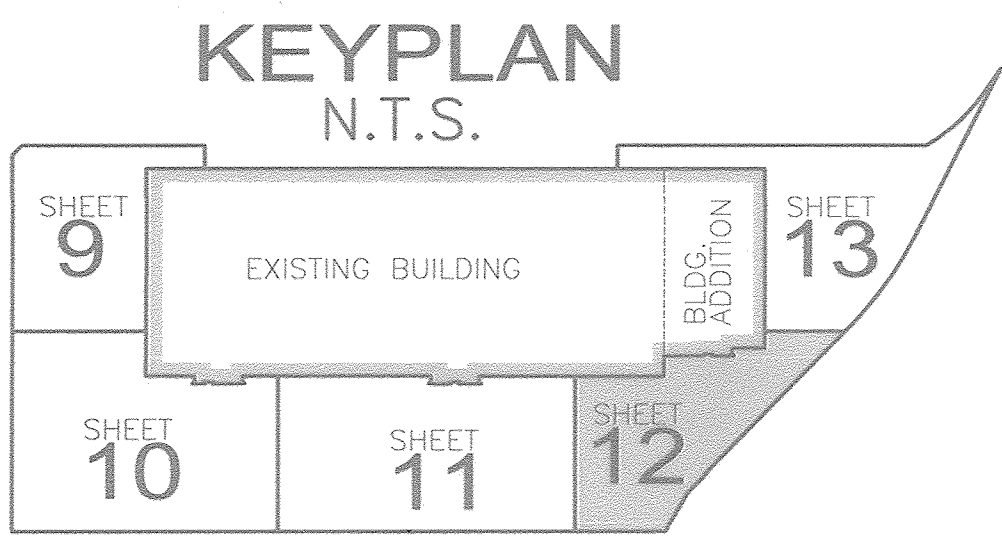 KEYPLAN
N.T.S.
SHEET
9
EXISTING BUILDING
BLDG.
ADDITION
SHEET
13
SHEET
10
SHEET
11
SHEET
12